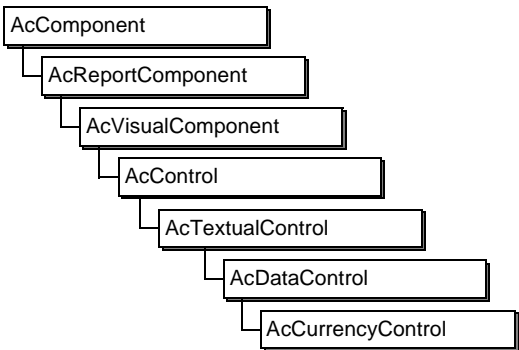 AcComponent
AcReportComponent
AcVisualComponent
AcControl
AcTextualControl
AcDataControl
AcCurrencyControl